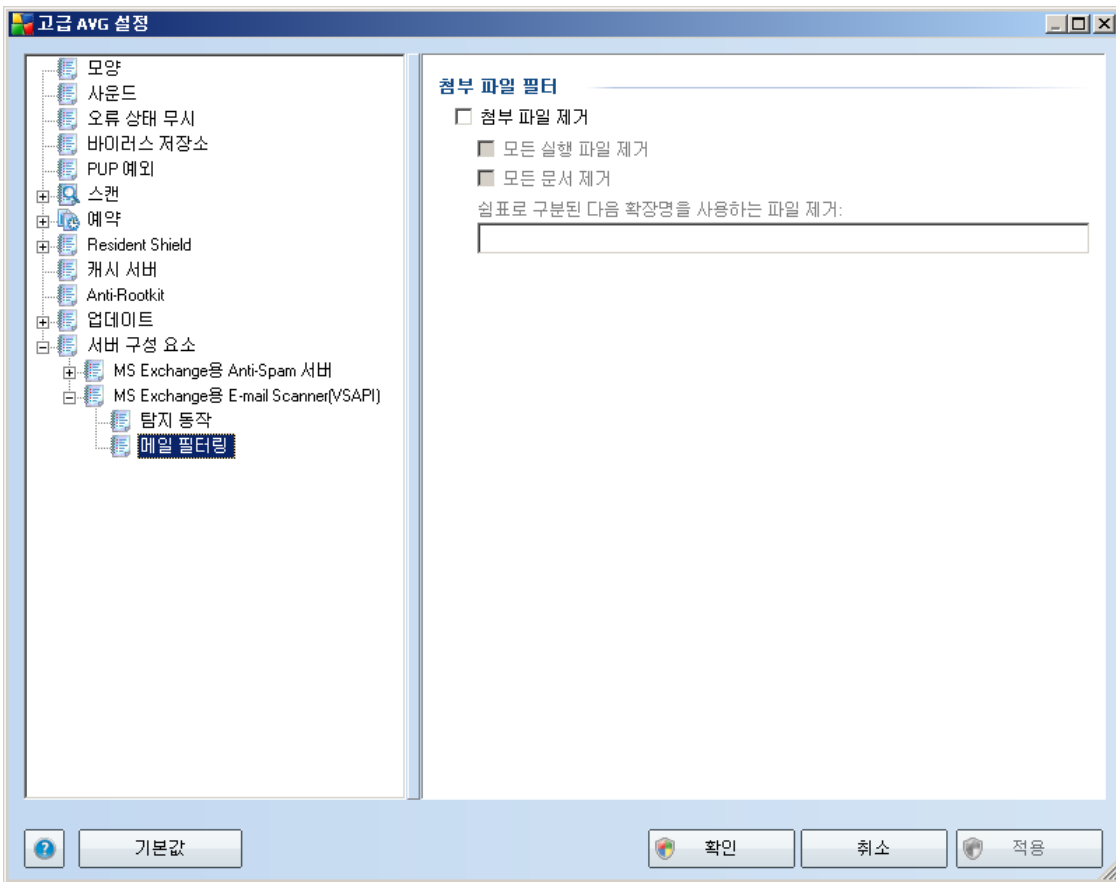 고급 AVG 설정
모양
사운드
오류 상태 무시
바이러스 저장소
PUP 예외
스캔
예약
Resident Shield
캐시 서버
Anti-Rootkit
업데이트
서버 구성 요소
MS Exchange용 Anti-Spam 서버
MS Exchange용 E-mail Scanner(VSAPI)
탐지 동작
메일 필터링
첨부 파일 필터
첨부 파일 제거
모든 실행 파일 제거
모든 문서 제거
쉼표로 구분된 다음 확장명을 사용하는 파일 제거:
기본값
확인
취소
적용